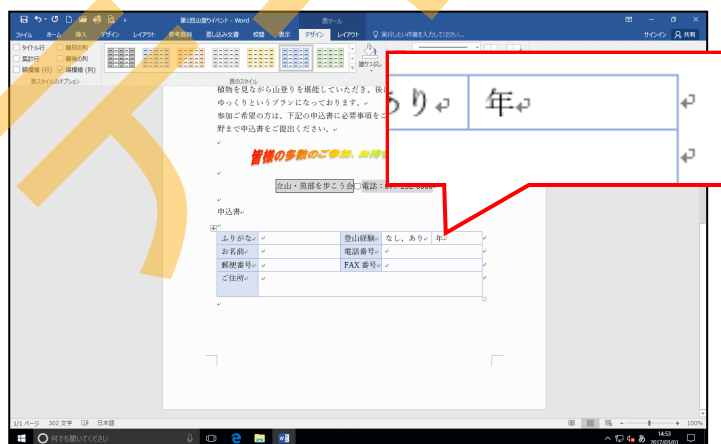 第1回山登りイベント - Word
表ツール
ファイル ホーム 挿入 デザイン レイアウト 参考資料 差し込み文書 校閲 表示 デザイン レイアウト 実行したい作業を入力してください... サインイン 共有
タイトル行 最初の列
集計行 最後の列
縞模様 (行) 縞模様 (列)
塗りつぶし
表スタイルのオプション 表のスタイル
植物を見ながら山登りを堪能していただき、後
ゆっくりというプランになっております。
参加ご希望の方は、下記の申込書に必要事項をご
野まで申込書をご提出ください。
皆様の多数のご参加、お待
立山・黒部を歩こう会 電話:
申込書
ふりがな 登山経験 なし、あり 年
お名前 電話番号
郵便番号 FAX 番号
ご住所
あり 年
1/1 ページ 302 文字 日本語 100%
何でも聞いてください
あ 14:53
2017/03/01